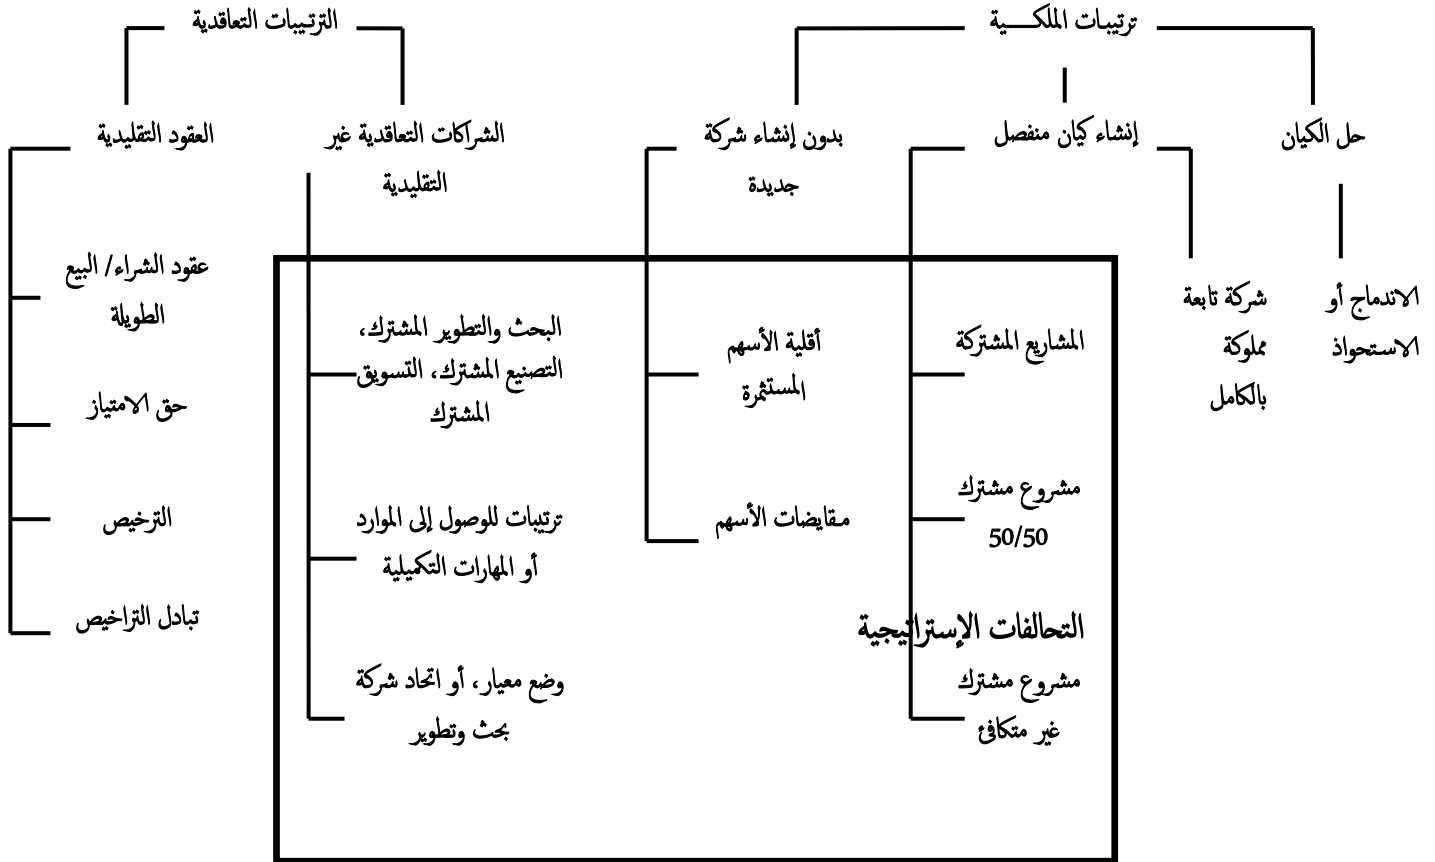 ترتيبات الملكية
الترتيبات التعاقدية
حل الكيان
إنشاء كيان منفصل
بدون إنشاء شركة
جديدة
الشراكات التعاقدية غير
التقليدية
العقود التقليدية
الاندماج أو
الاستحواذ
شركة تابعة
مملوكة
بالكامل
المشاريع المشتركة
مشروع مشترك
50/50
التحالفات الإستراتيجية
مشروع مشترك
غير متكافئ
أقلية الأسهم
المستثمرة
مقايضات الأسهم
البحث والتطوير المشترك،
التصنيع المشترك، التسويق
المشترك
ترتيبات للوصول إلى الموارد
أو المهارات التكميلية
وضع معيار، أو اتحاد شركة
بحث وتطوير
عقود الشراء/ البيع
الطويلة
حق الامتياز
الترخيص
تبادل التراخيص